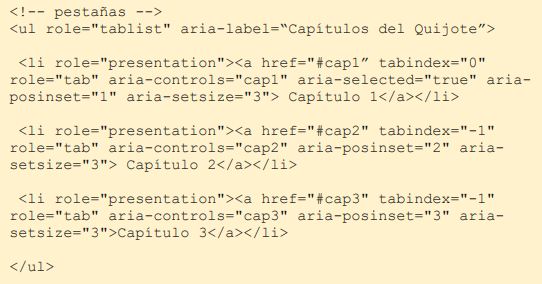 <!-- pestañas -->
<ul role="tablist" aria-label=“Capítulos del Quijote”>
<li role="presentation"><a href="#cap1” tabindex="0"
role="tab" aria-controls="cap1" aria-selected="true" aria-
posinset="1" aria-setsize="3"> Capítulo 1</a></li>
<li role="presentation"><a href="#cap2" tabindex="-1"
role="tab" aria-controls="cap2" aria-posinset="2" aria-
setsize="3"> Capítulo 2</a></li>
<li role="presentation"><a href="#cap3" tabindex="-1"
role="tab" aria-controls="cap3" aria-posinset="3" aria-
setsize="3">Capítulo 3</a></li>
</ul>